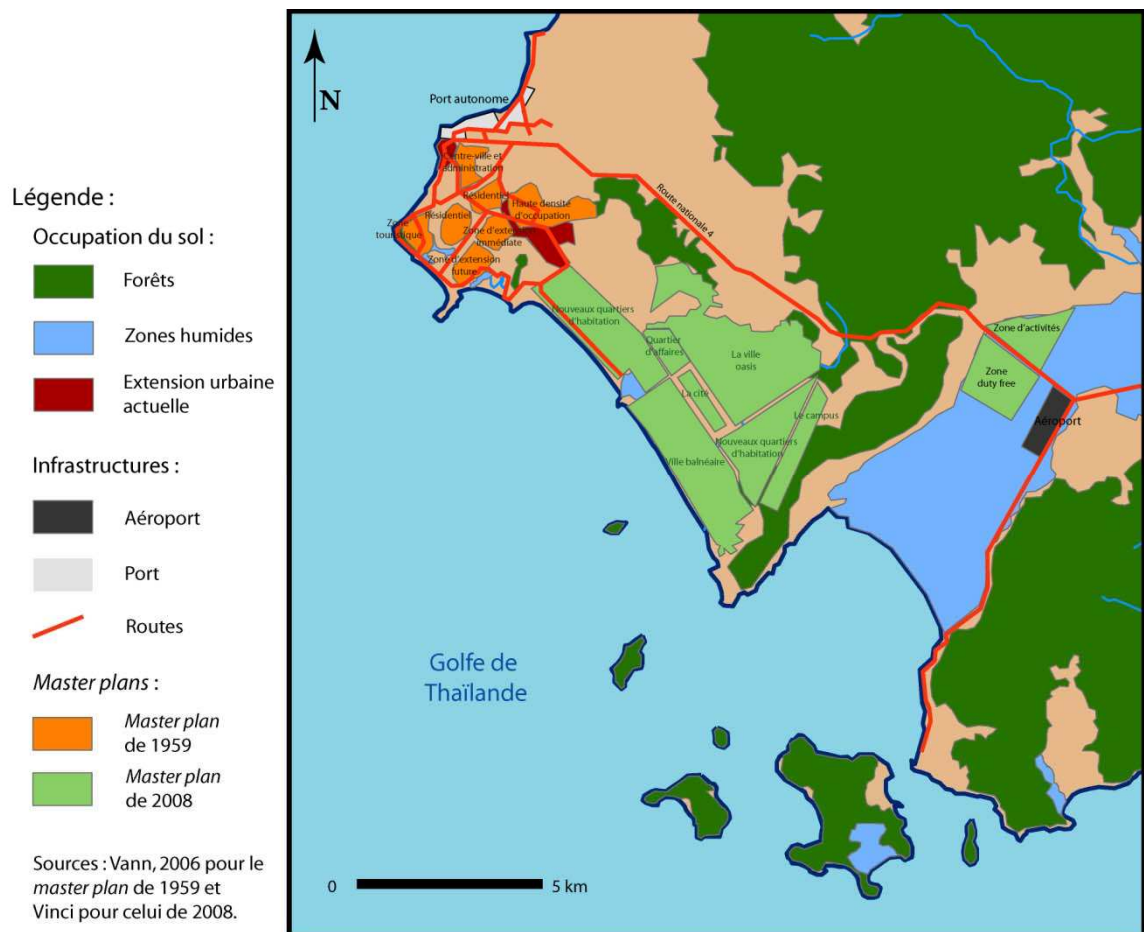 Légende :
Occupation du sol :
Forêts
Zones humides
Extension urbaine
actuelle
Infrastructures :
Aéroport
Port
Routes
Master plans :
Master plan
de 1959
Master plan
de 2008
Sources : Vann, 2006 pour le
master plan de 1959 et
Vinci pour celui de 2008.
N
Port autonome
Centre-ville et
administration
Résidentiel
Haute densité
d'occupation
Résidentiel
Zone
touristique
Zone d'extension
immédiate
Zone d'extension
future
Route nationale 4
Nouveaux quartiers
d'habitation
Quartier
d'affaires
La ville
oasis
La cité
Le campus
Nouveaux quartiers
d'habitation
Ville balnéaire
Zone d'activités
Zone
duty free
Aéroport
Golfe de
Thaïlande
0 5 km